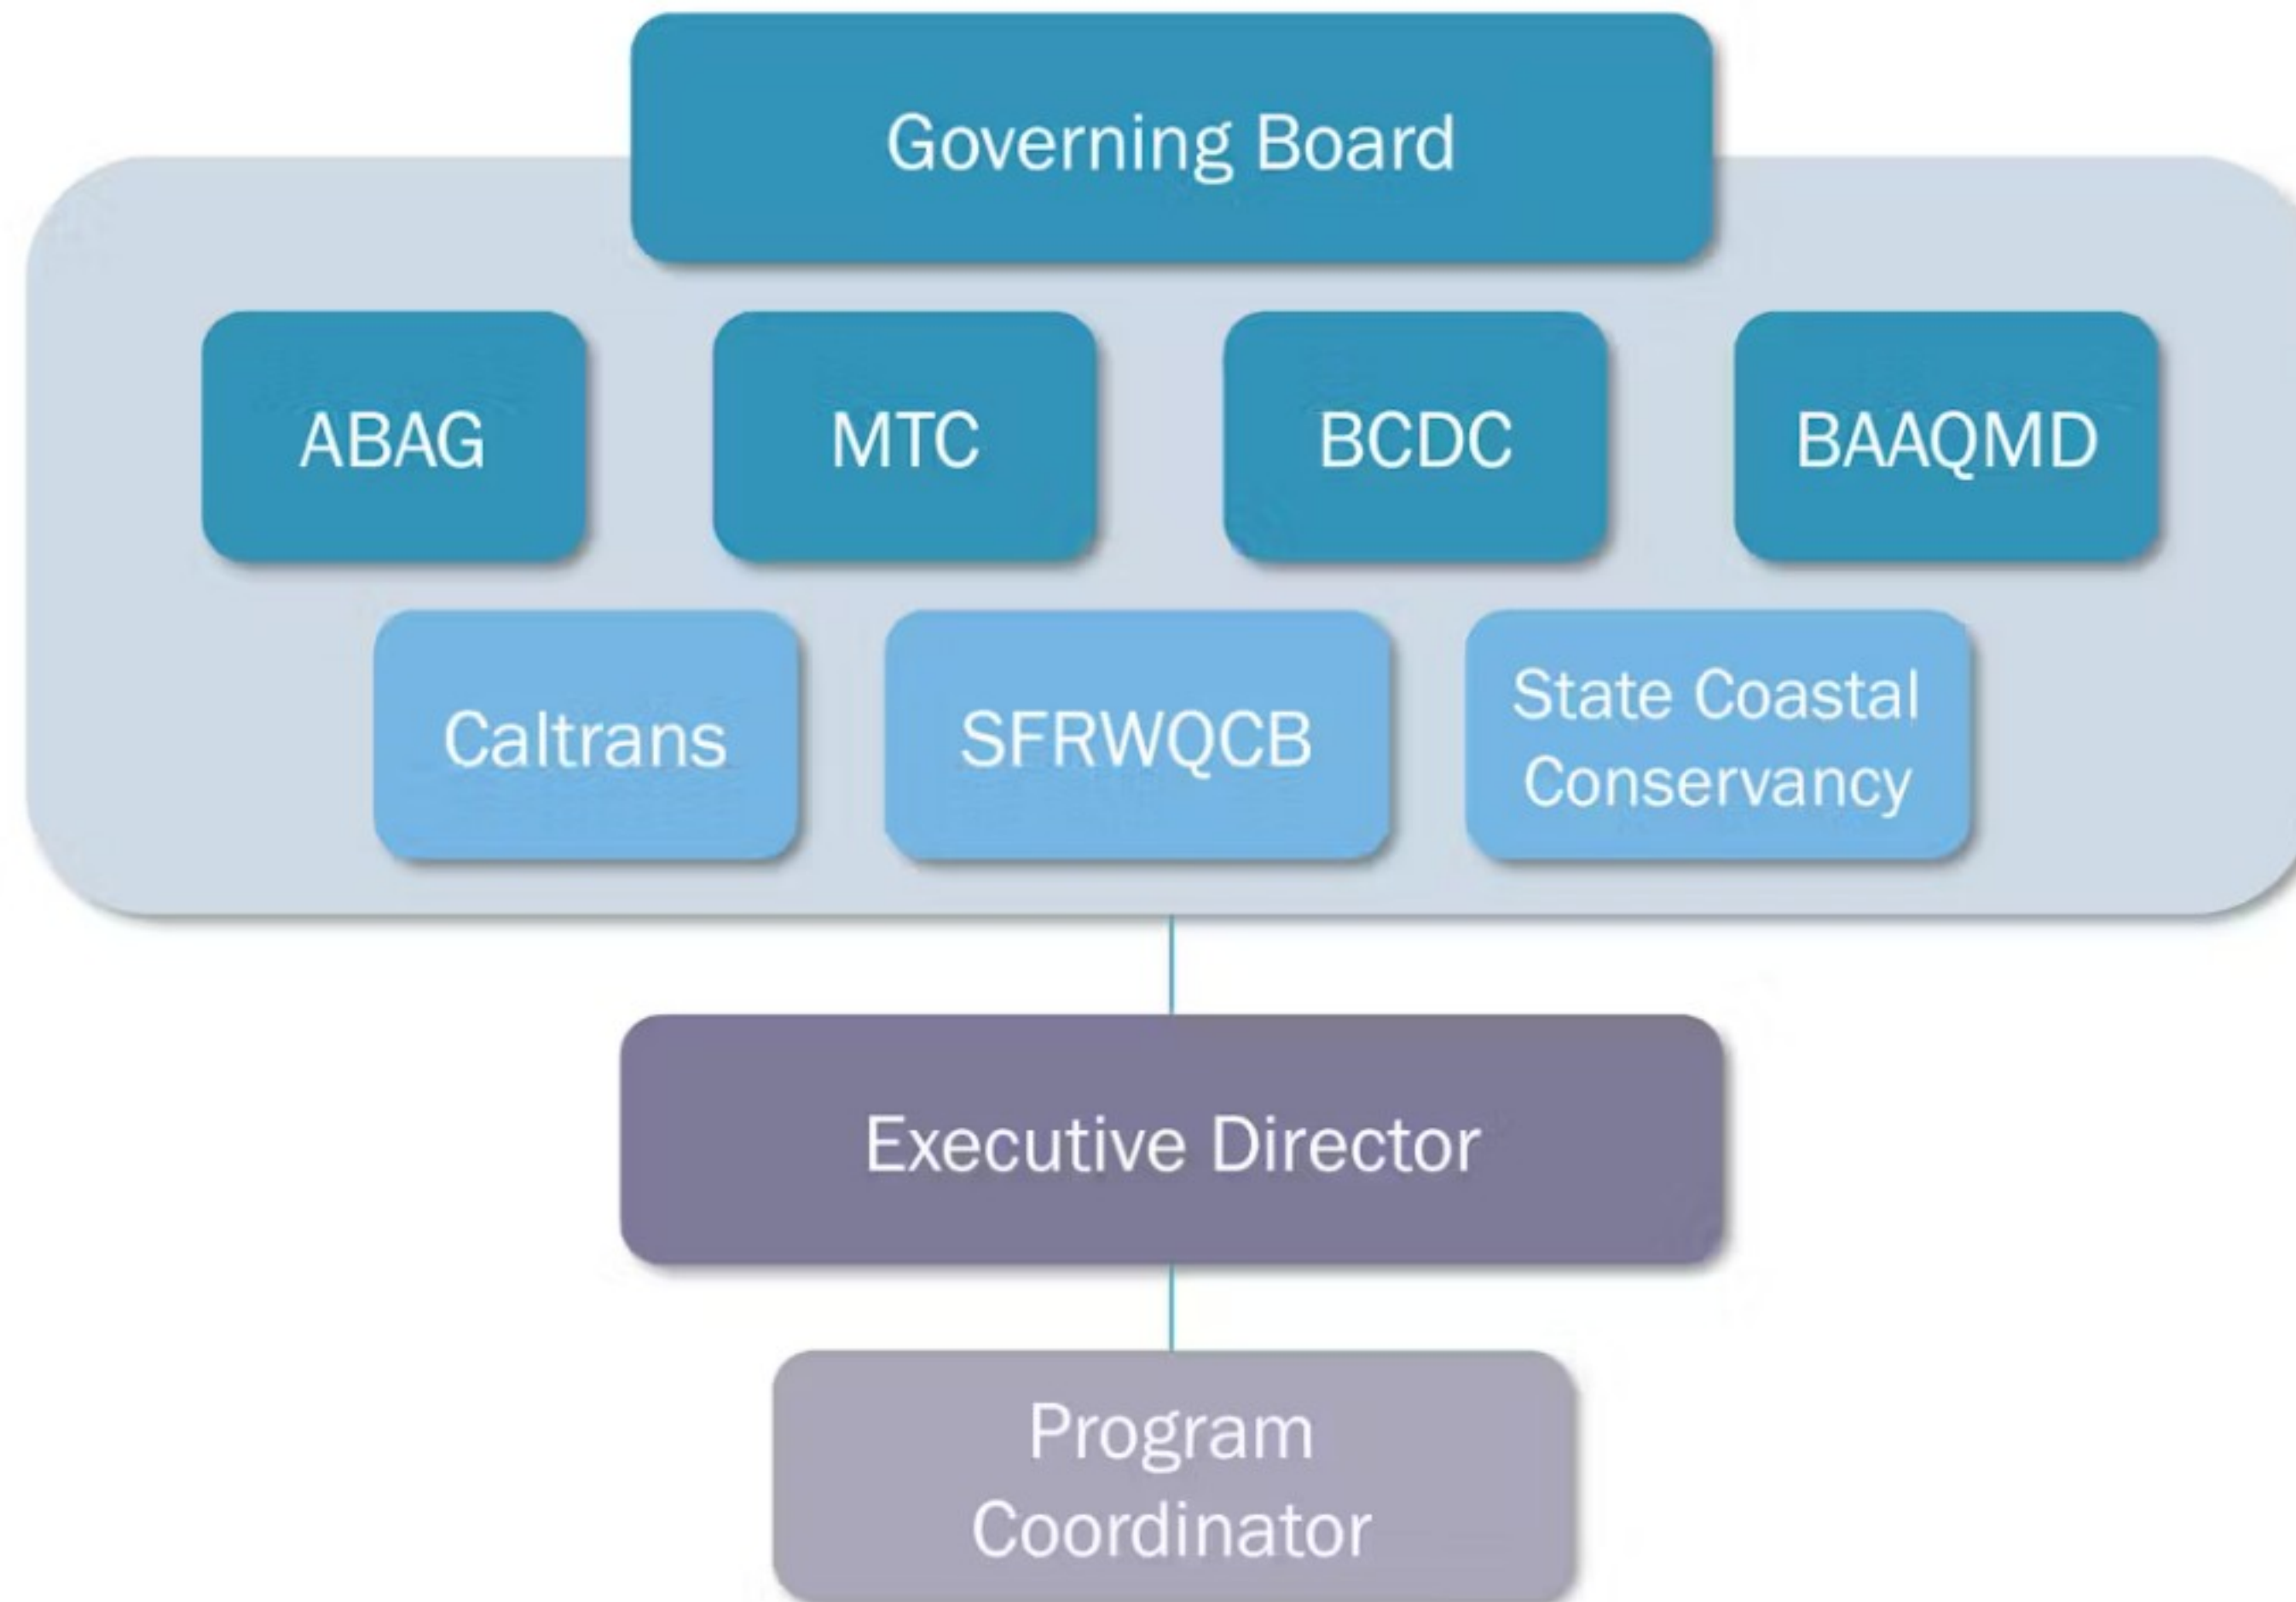 Governing Board
ABAG
MTC
BCDC
BAAQMD
Caltrans
SFRWQCB
State Coastal
Conservancy
Executive Director
Program
Coordinator